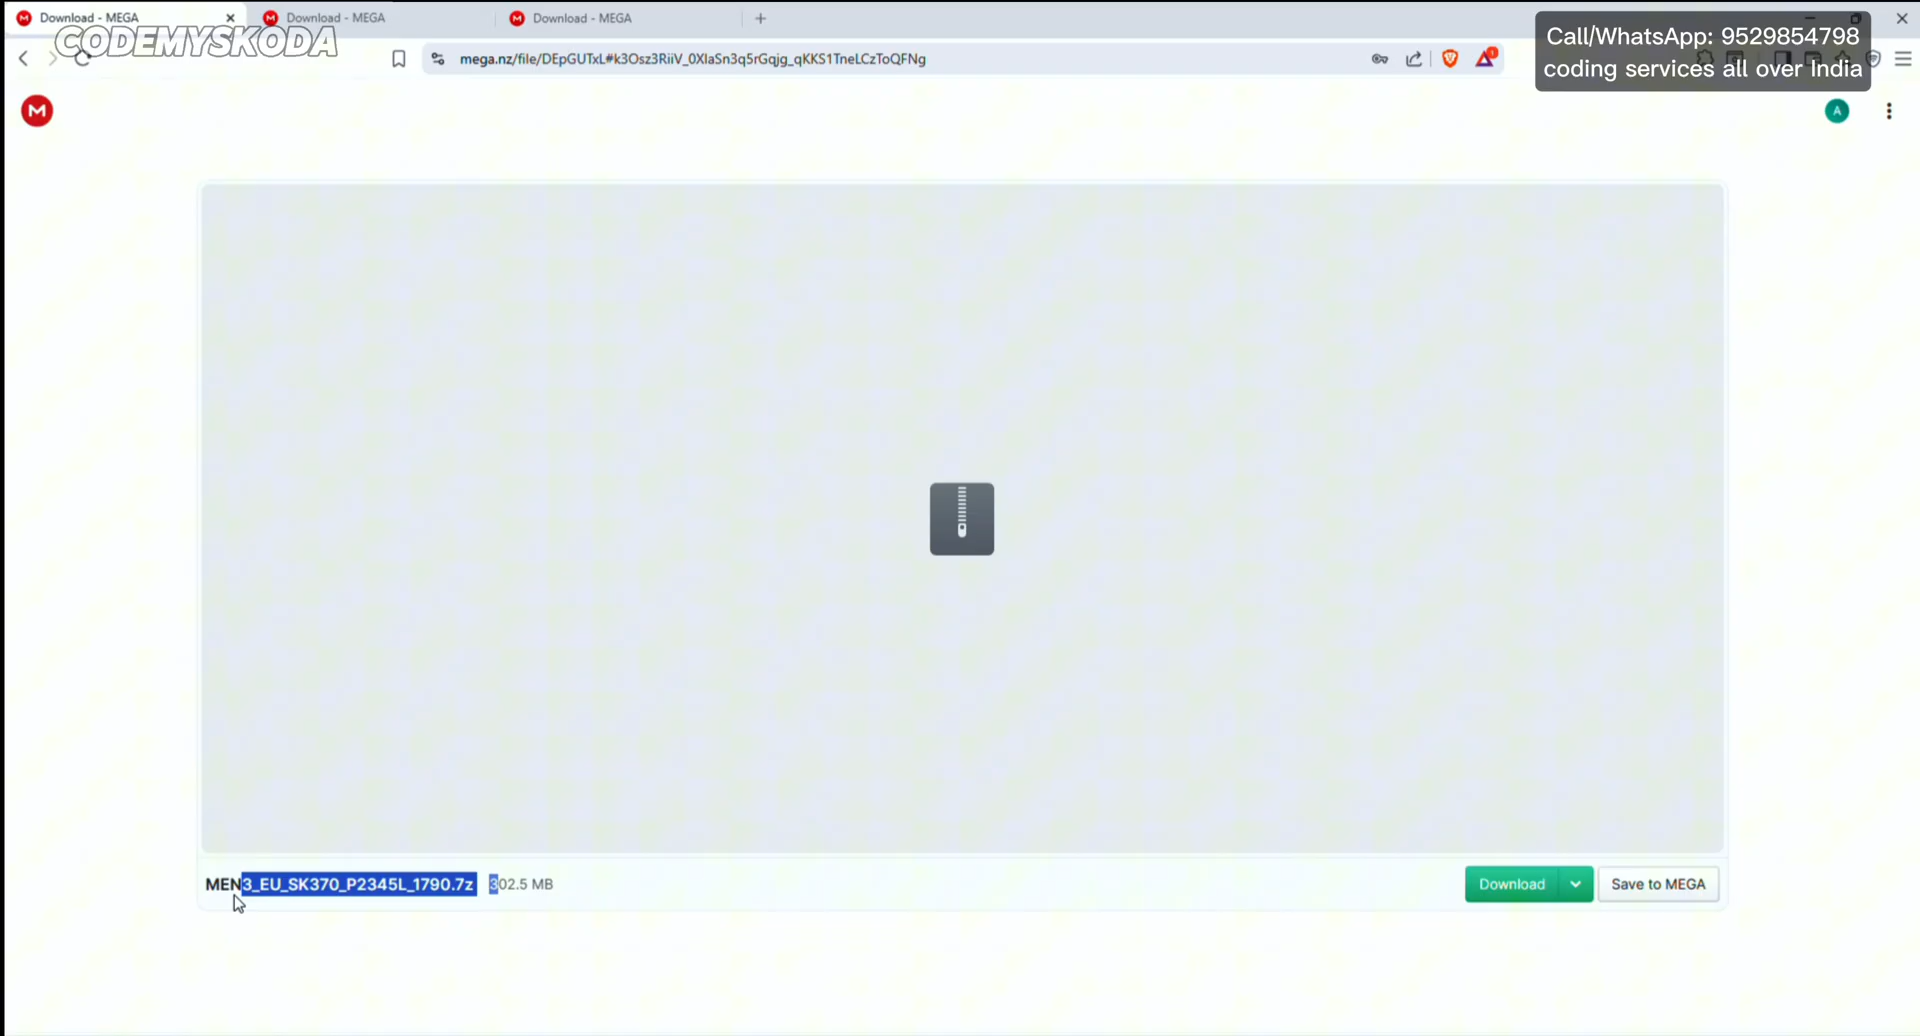 Download - MEGA
Download - MEGA
Download - MEGA
CODEMYSKODA
mega.nz/file/DEpGUTxL#k3Osz3RiiV_0XlaSn3q5rGqjg_qKKS1TneLCzToQFNg
1
Call/WhatsApp: 9529854798
coding services all over India
M
A
MEN3_EU_SK370_P2345L_1790.7z 302.5 MB
Download
Save to MEGA